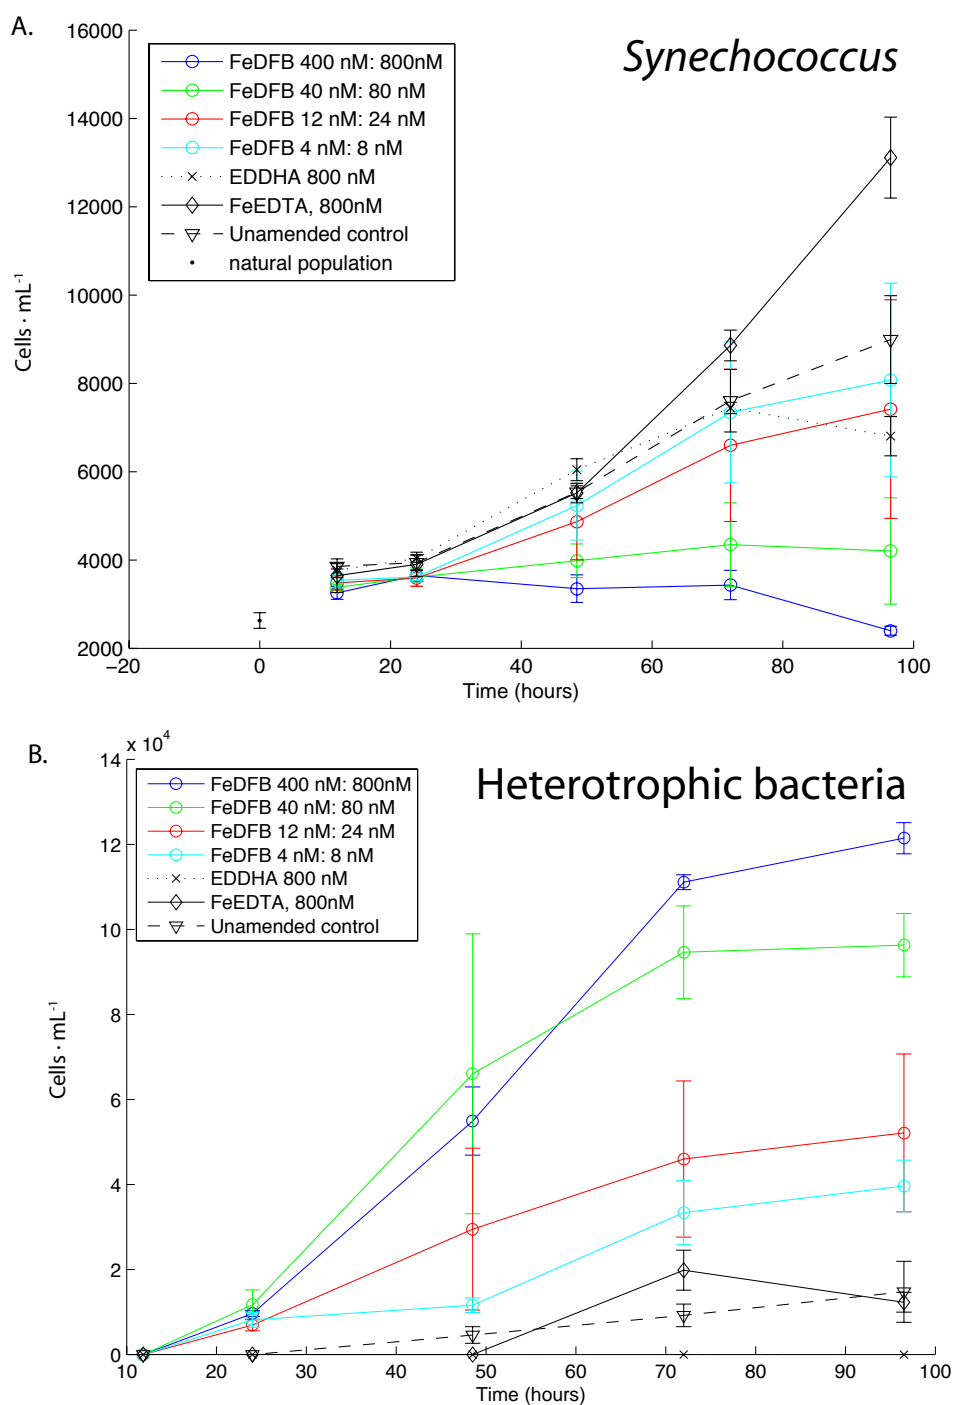 A.
Synechococcus
16000
14000
12000
10000
8000
6000
4000
2000
Cells · mL⁻¹
FeDFB 400 nM: 800nM
FeDFB 40 nM: 80 nM
FeDFB 12 nM: 24 nM
FeDFB 4 nM: 8 nM
EDDHA 800 nM
FeEDTA, 800nM
Unamended control
natural population
−20 0 20 40 60 80 100
Time (hours)
B.
Heterotrophic bacteria
x 10⁴
14
12
10
8
6
4
2
0
Cells · mL⁻¹
FeDFB 400 nM: 800nM
FeDFB 40 nM: 80 nM
FeDFB 12 nM: 24 nM
FeDFB 4 nM: 8 nM
EDDHA 800 nM
FeEDTA, 800nM
Unamended control
10 20 30 40 50 60 70 80 90 100
Time (hours)